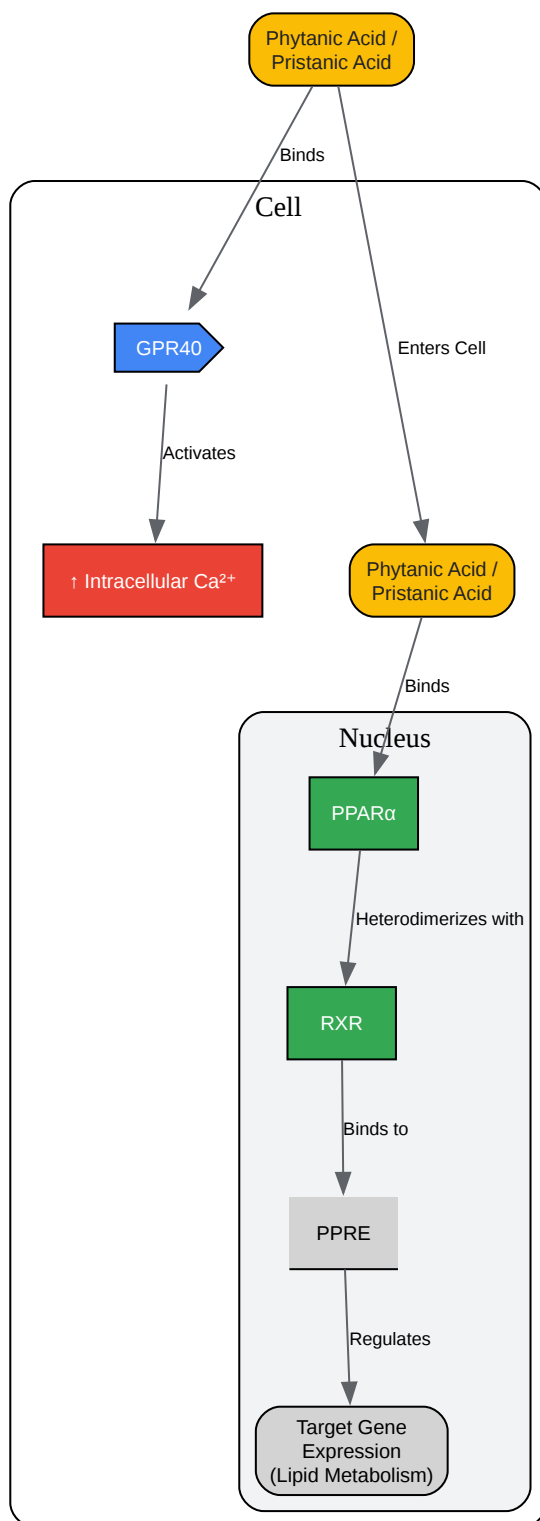 Phytanic Acid /
Pristanic Acid
Binds
Cell
GPR40
Enters Cell
Activates
↑ Intracellular Ca²⁺
Phytanic Acid /
Pristanic Acid
Binds
Nucleus
PPARα
Heterodimerizes with
RXR
Binds to
PPRE
Regulates
Target Gene
Expression
(Lipid Metabolism)